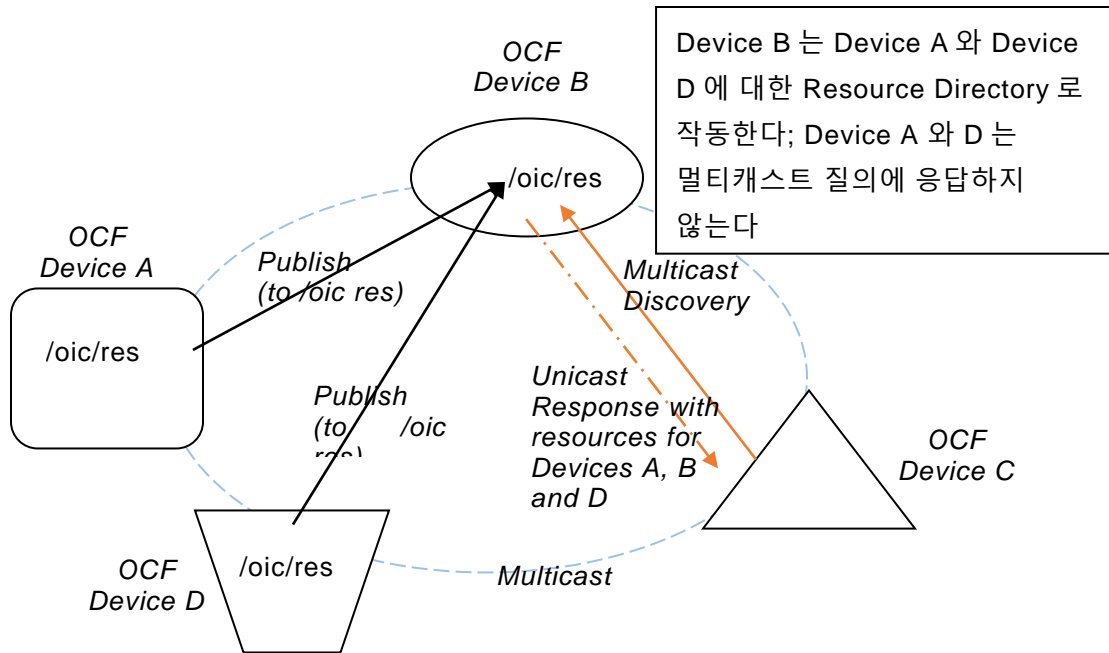 OCF
Device B
Device B 는 Device A 와 Device
D 에 대한 Resource Directory 로
작동한다; Device A 와 D 는
멀티캐스트 질의에 응답하지
않는다
/oic/res
OCF
Device A
Publish
(to /oic res)
Multicast
Discovery
/oic/res
Publish
(to /oic
res)
Unicast
Response with
resources for
Devices A, B
and D
OCF
Device C
OCF
Device D
/oic/res
Multicast